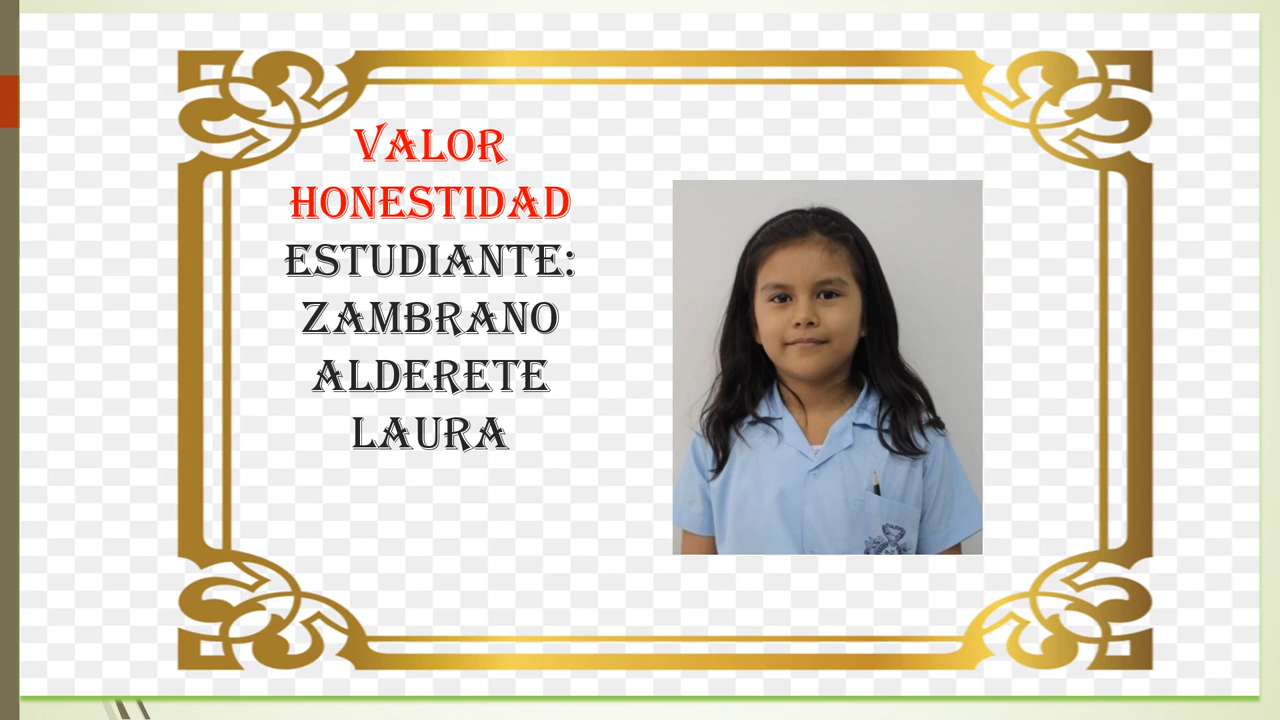 VALOR
HONESTIDAD
ESTUDIANTE:
ZAMBRANO
ALDERETE
LAURA